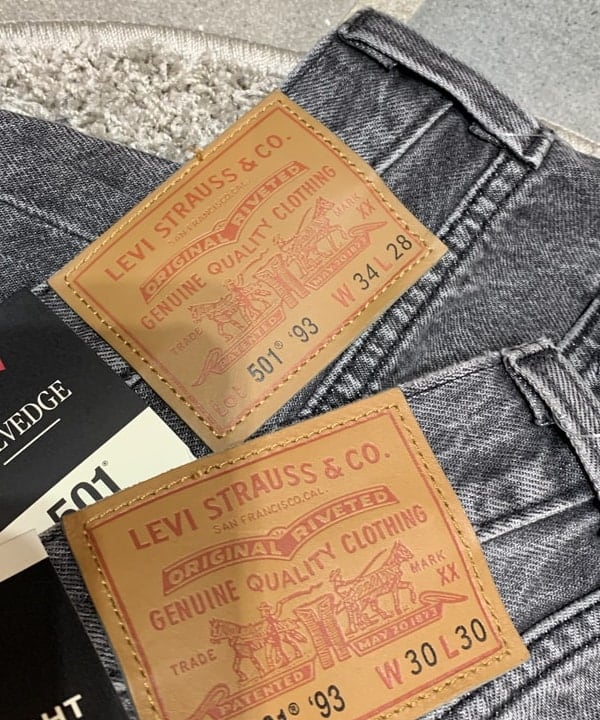 LEVI STRAUSS & CO.
SAN FRANCISCO, CAL.
ORIGINAL RIVETED
GENUINE QUALITY CLOTHING
TRADE MARK
XX
PATENTED MAY 20 1873
LOT 501® '93 W 34 L 28
501®
LEVI STRAUSS & CO.
SAN FRANCISCO, CAL.
ORIGINAL RIVETED
GENUINE QUALITY CLOTHING
TRADE MARK
XX
PATENTED MAY 20 1873
'93 W 30 L 30